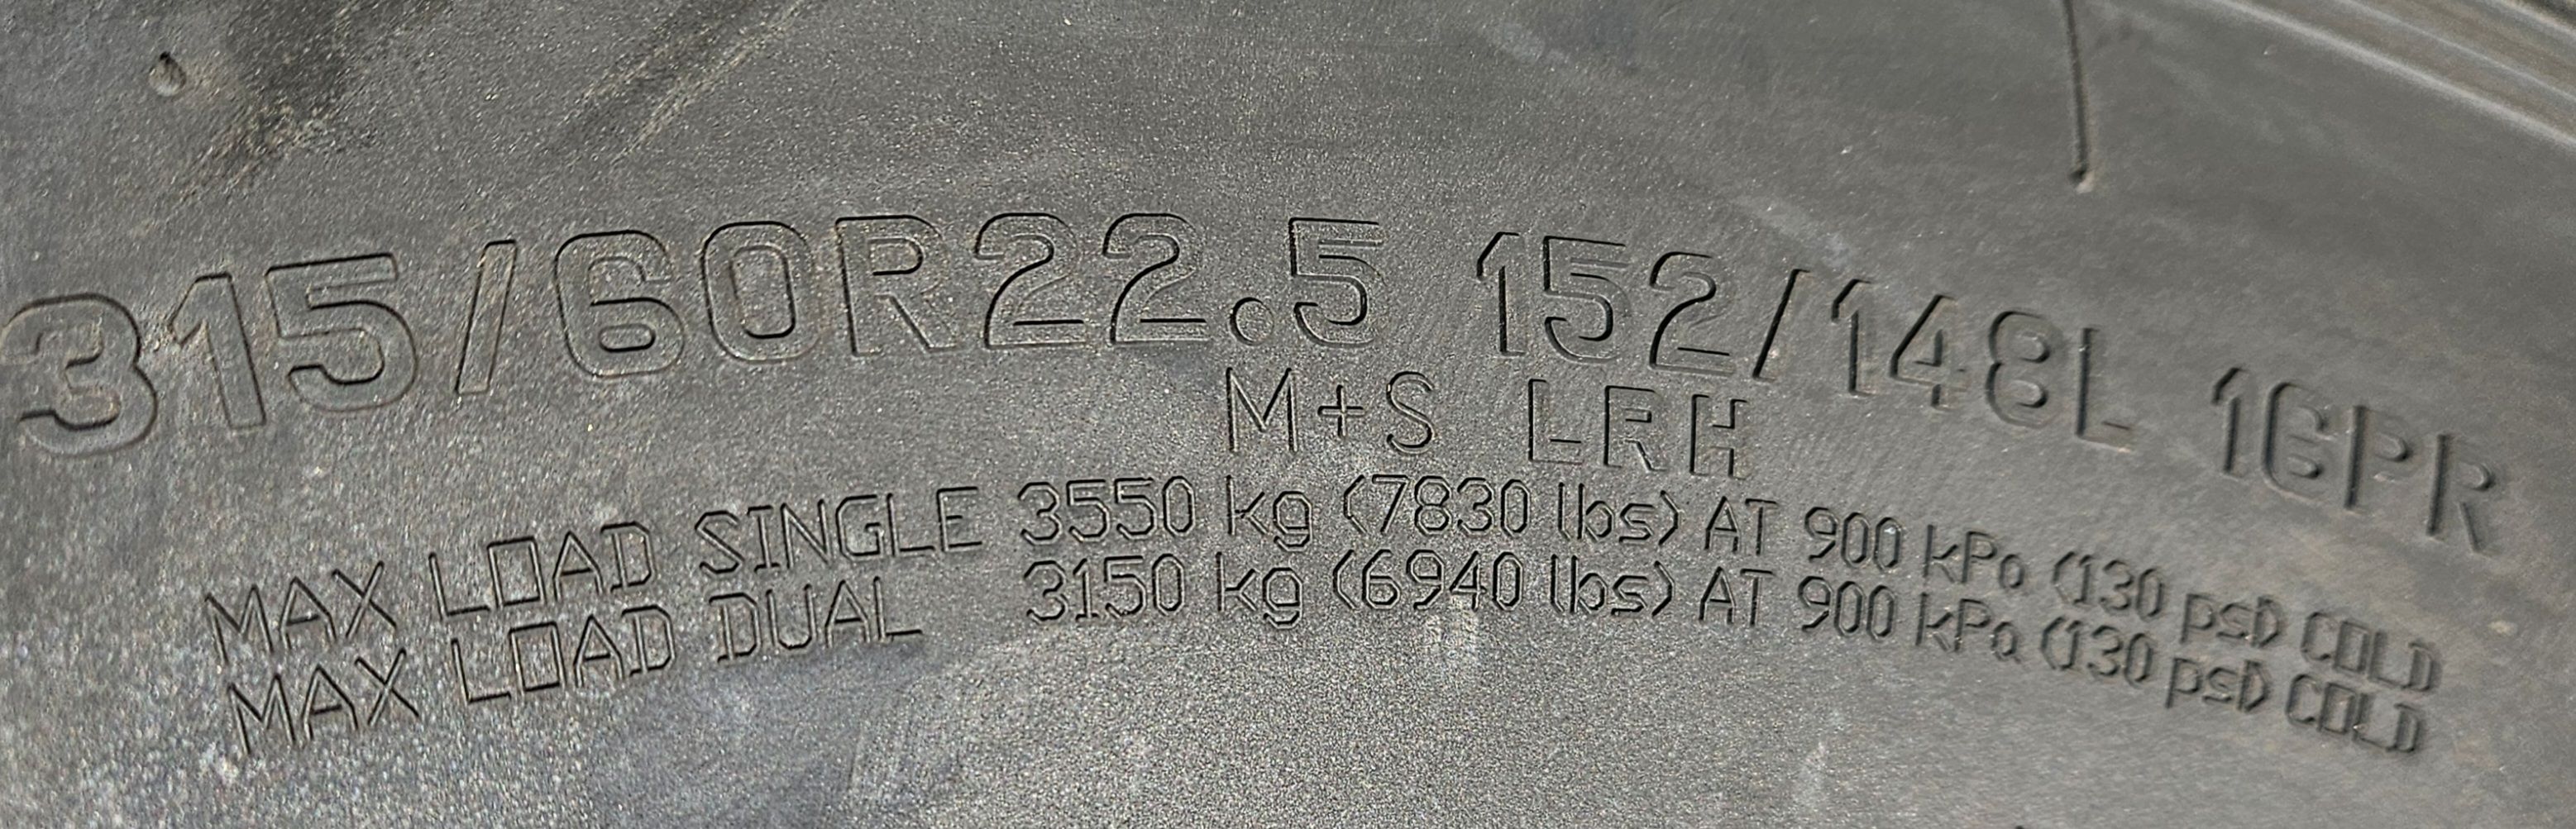 315/60R22.5 152/148L 16PR
M+S LRH
MAX LOAD SINGLE 3550 kg (7830 lbs) AT 900 kPa (130 psi) COLD
MAX LOAD DUAL 3150 kg (6940 lbs) AT 900 kPa (130 psi) COLD